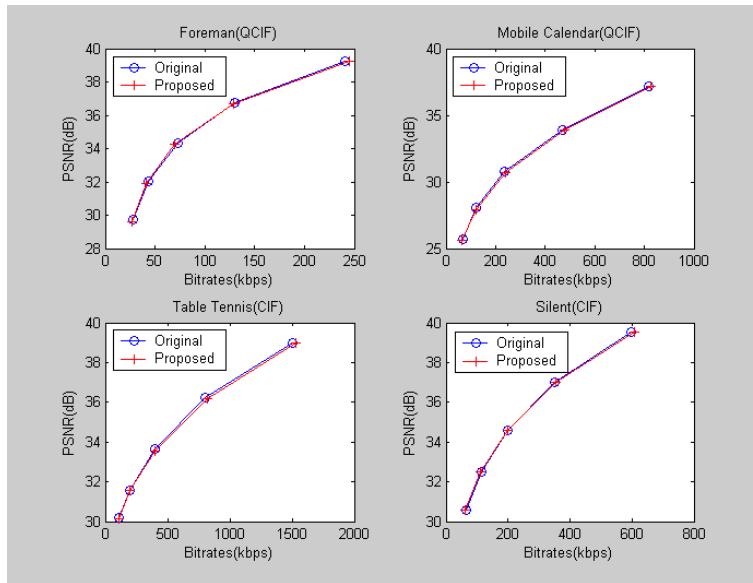 Foreman(QCIF)
40
38
36
34
32
30
28
PSNR(dB)
Original
Proposed
0 50 100 150 200 250
Bitrates(kbps)
Mobile Calendar(QCIF)
40
35
30
25
PSNR(dB)
Original
Proposed
0 200 400 600 800 1000
Bitrates(kbps)
Table Tennis(CIF)
40
38
36
34
32
30
PSNR(dB)
Original
Proposed
0 500 1000 1500 2000
Bitrates(kbps)
Silent(CIF)
40
38
36
34
32
30
PSNR(dB)
Original
Proposed
0 200 400 600 800
Bitrates(kbps)